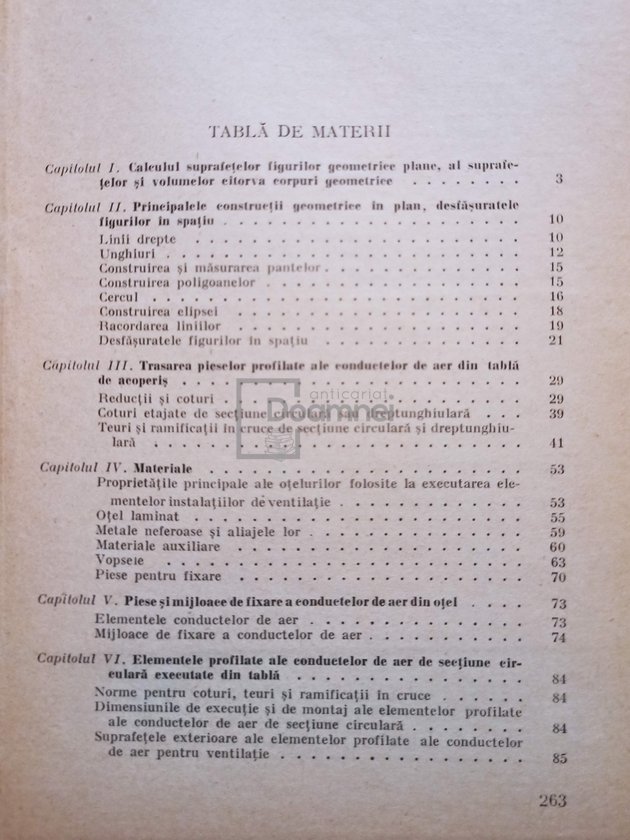 TABLĂ DE MATERII
Capitolul I. Calculul suprafețelor figurilor geometrice plane, al suprafe-
țelor și volumelor cîtorva corpuri geometrice . . . . . . . . 3
Capitolul II. Principalele construcții geometrice în plan, desfășuratele
figurilor în spațiu . . . . . . . . . . . . . . . . . . 10
Linii drepte . . . . . . . . . . . . . . . . . . . . 10
Unghiuri . . . . . . . . . . . . . . . . . . . . . 12
Construirea și măsurarea pantelor . . . . . . . . . . . . 15
Construirea poligoanelor . . . . . . . . . . . . . . . . 15
Cercul . . . . . . . . . . . . . . . . . . . . . . 16
Construirea elipsei . . . . . . . . . . . . . . . . . . 18
Racordarea liniilor . . . . . . . . . . . . . . . . . . 19
Desfășuratele figurilor în spațiu . . . . . . . . . . . . 21
Capitolul III. Trasarea pieselor profilate ale conductelor de aer din tablă
de acoperiș . . . . . . . . . . . . . . . . . . . . 29
Reducții și coturi . . . . . . . . . . . . . . . . . . 29
Coturi etajate de secțiune circulară sau dreptunghiulară . . . 39
Teuri și ramificații în cruce de secțiune circulară și dreptunghiu-
lară . . . . . . . . . . . . . . . . . . . . . . . 41
anticariat
Doamnei
Capitolul IV. Materiale . . . . . . . . . . . . . . . . . . 53
Proprietățile principale ale oțelurilor folosite la executarea ele-
mentelor instalațiilor de ventilație . . . . . . . . . . . 53
Oțel laminat . . . . . . . . . . . . . . . . . . . . 55
Metale neferoase și aliajele lor . . . . . . . . . . . . . 59
Materiale auxiliare . . . . . . . . . . . . . . . . . . 60
Vopsele . . . . . . . . . . . . . . . . . . . . . . 63
Piese pentru fixare . . . . . . . . . . . . . . . . . . 70
Capitolul V. Piese și mijloace de fixare a conductelor de aer din oțel . . . . 73
Elementele conductelor de aer . . . . . . . . . . . . . 73
Mijloace de fixare a conductelor de aer . . . . . . . . . . 74
Capitolul VI. Elementele profilate ale conductelor de aer de secțiune cir-
culară executate din tablă . . . . . . . . . . . . . . . 84
Norme pentru coturi, teuri și ramificații în cruce . . . . . . 84
Dimensiunile de execuție și de montaj ale elementelor profilate
ale conductelor de aer de secțiune circulară . . . . . . . . 84
Suprafețele exterioare ale elementelor profilate ale conductelor
de aer pentru ventilație . . . . . . . . . . . . . . . . 85
263